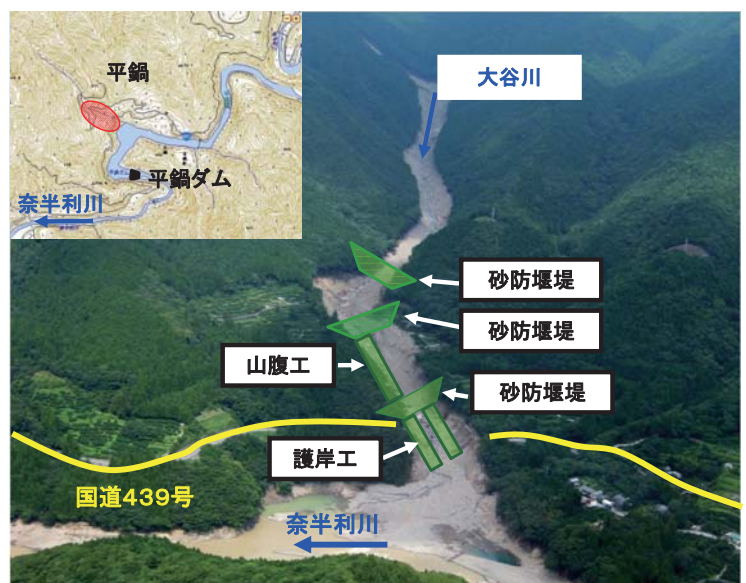 平鍋
平鍋ダム
奈半利川
大谷川
砂防堰堤
砂防堰堤
山腹工
砂防堰堤
護岸工
国道439号
奈半利川